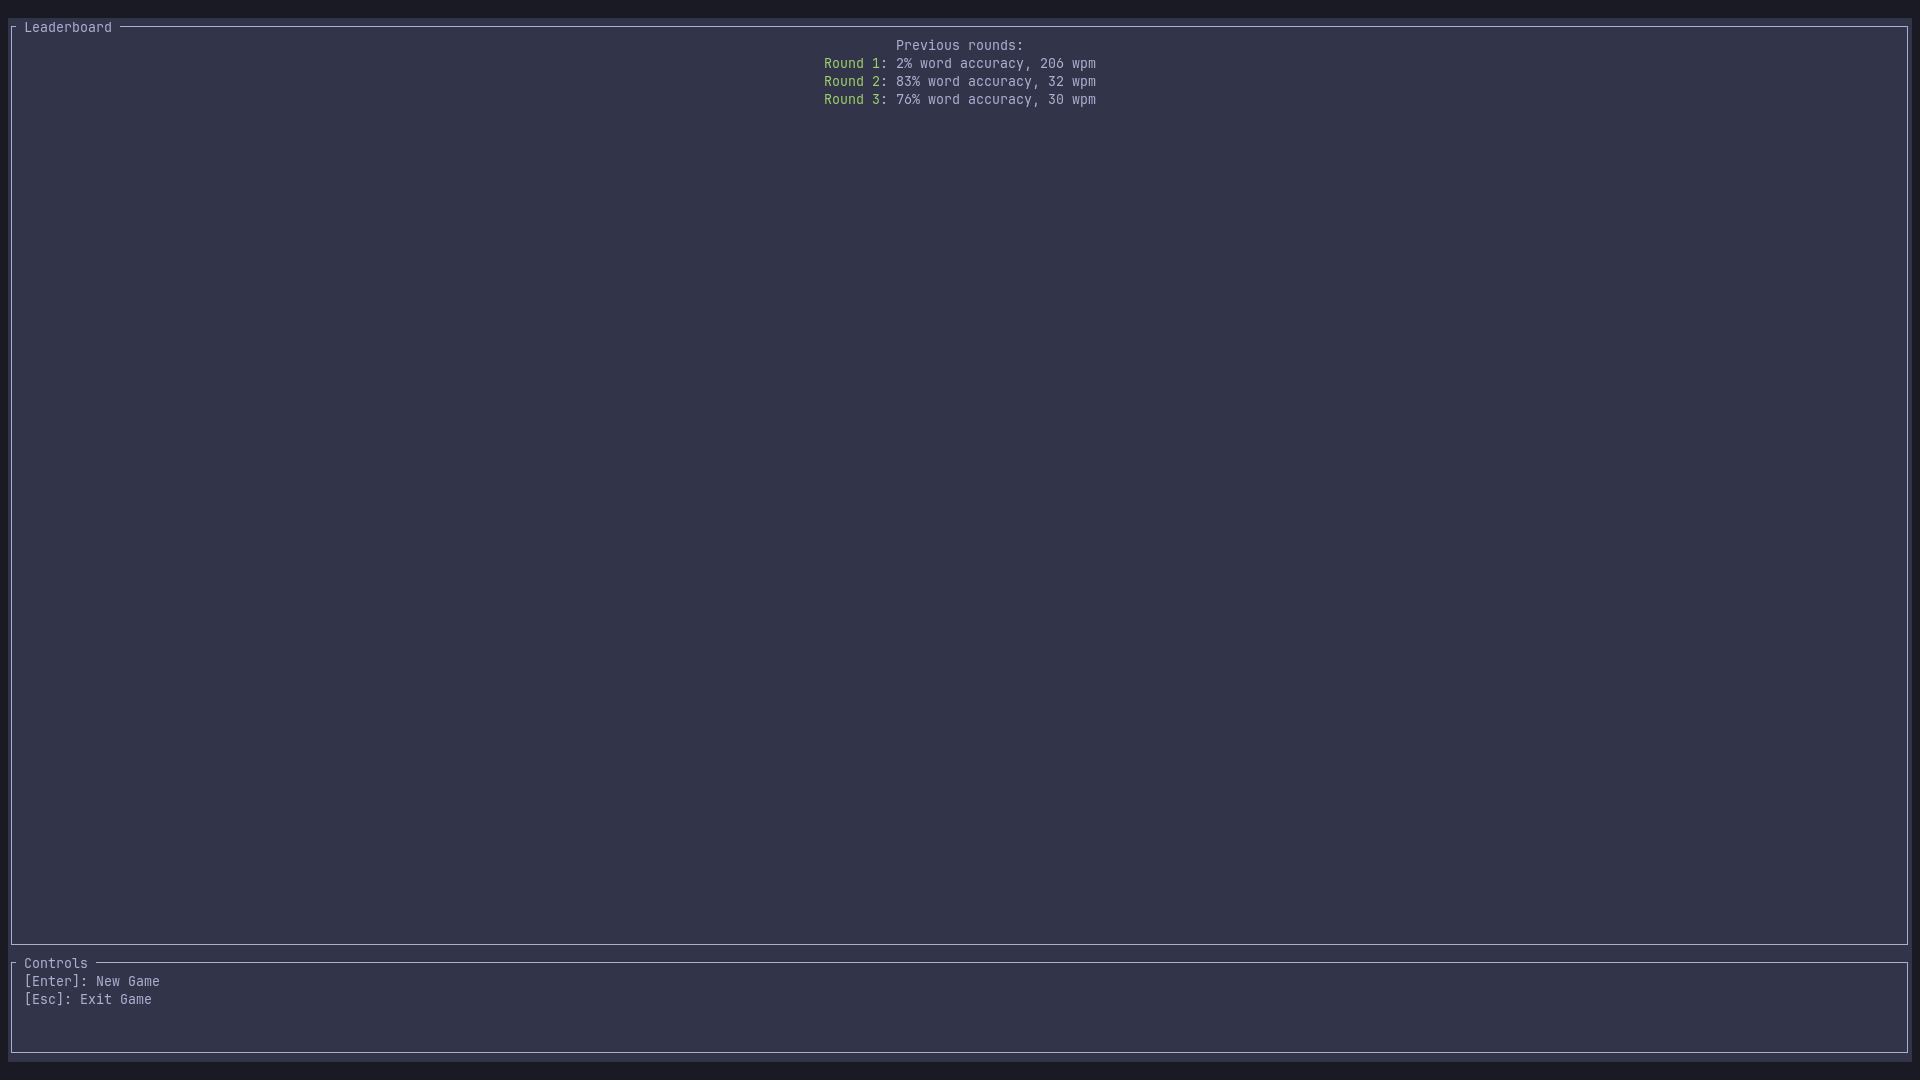 Leaderboard
Previous rounds:
Round 1: 2% word accuracy, 206 wpm
Round 2: 83% word accuracy, 32 wpm
Round 3: 76% word accuracy, 30 wpm
Controls
[Enter]: New Game
[Esc]: Exit Game